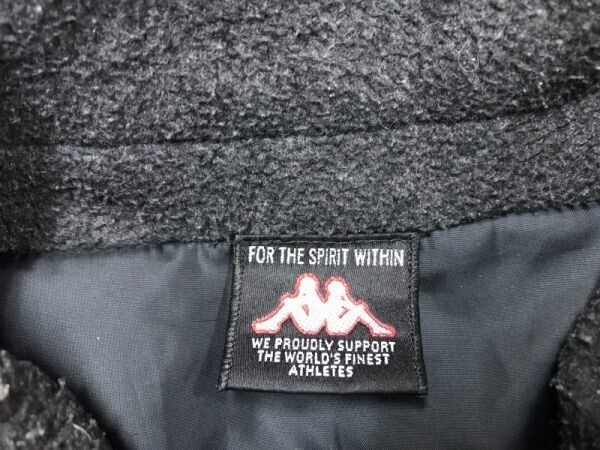 FOR THE SPIRIT WITHIN
WE PROUDLY SUPPORT
THE WORLD'S FINEST
ATHLETES